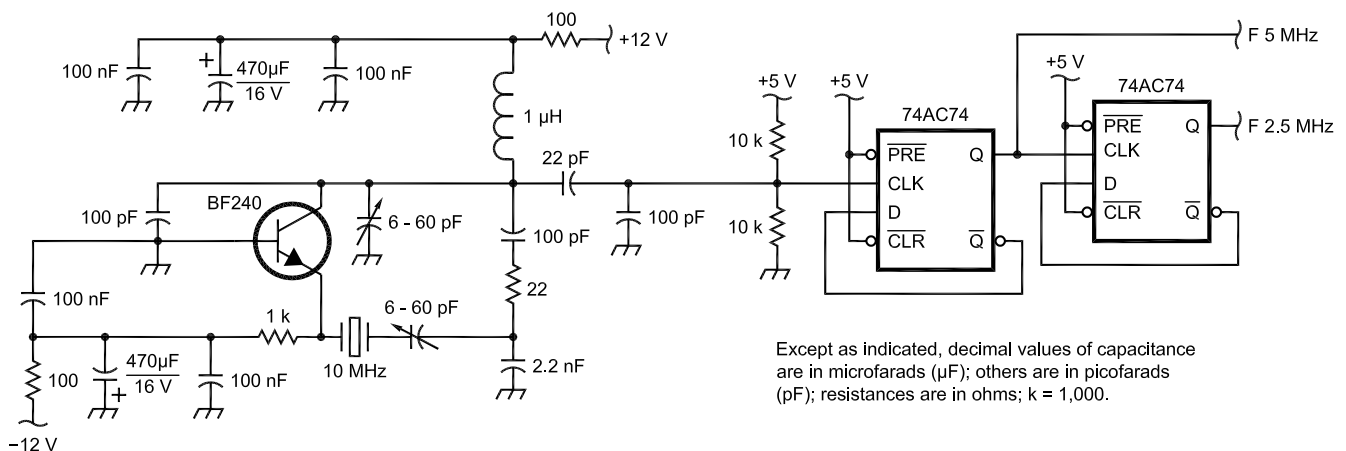 100
+12 V
F 5 MHz
100 nF
+
470µF
16 V
100 nF
+5 V
+5 V
+5 V
74AC74
1 µH
74AC74
PRE
Q
F 2.5 MHz
10 k
CLK
22 pF
PRE
Q
D
CLK
CLR
Q
100 pF
BF240
6 - 60 pF
100 pF
100 pF
10 k
D
CLR
Q
22
100 nF
6 - 60 pF
1 k
100
470µF
16 V
+
100 nF
10 MHz
2.2 nF
−12 V
Except as indicated, decimal values of capacitance
are in microfarads (µF); others are in picofarads
(pF); resistances are in ohms; k = 1,000.